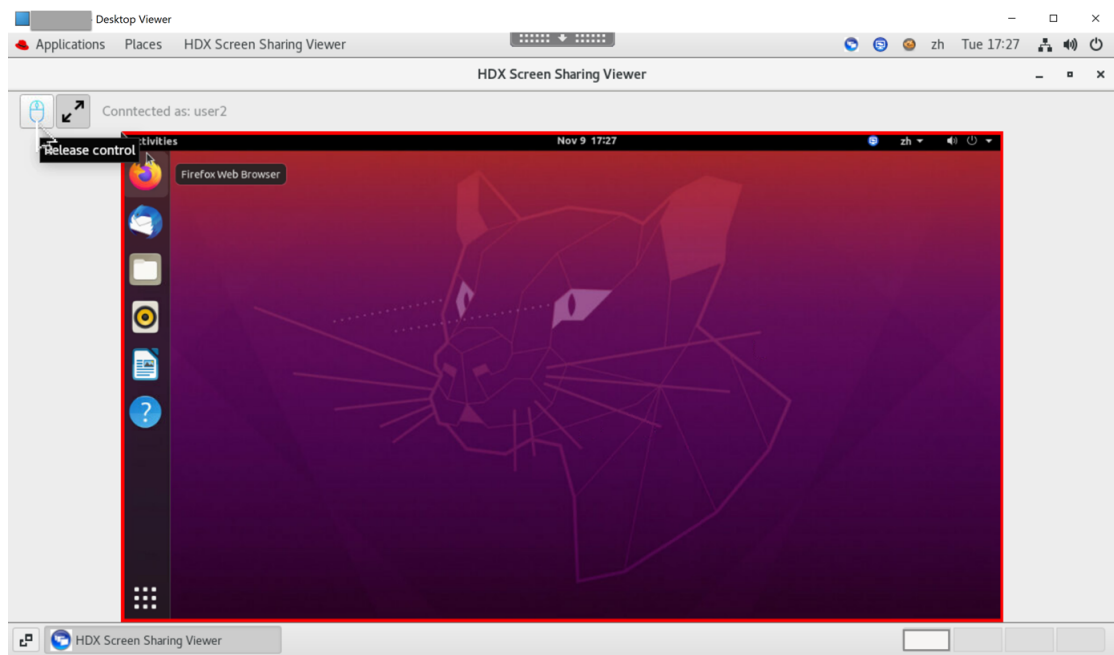 Desktop Viewer
Applications Places HDX Screen Sharing Viewer zh Tue 17:27
HDX Screen Sharing Viewer
Conntected as: user2
Release control
tivities Nov 9 17:27 zh
Firefox Web Browser
?
HDX Screen Sharing Viewer